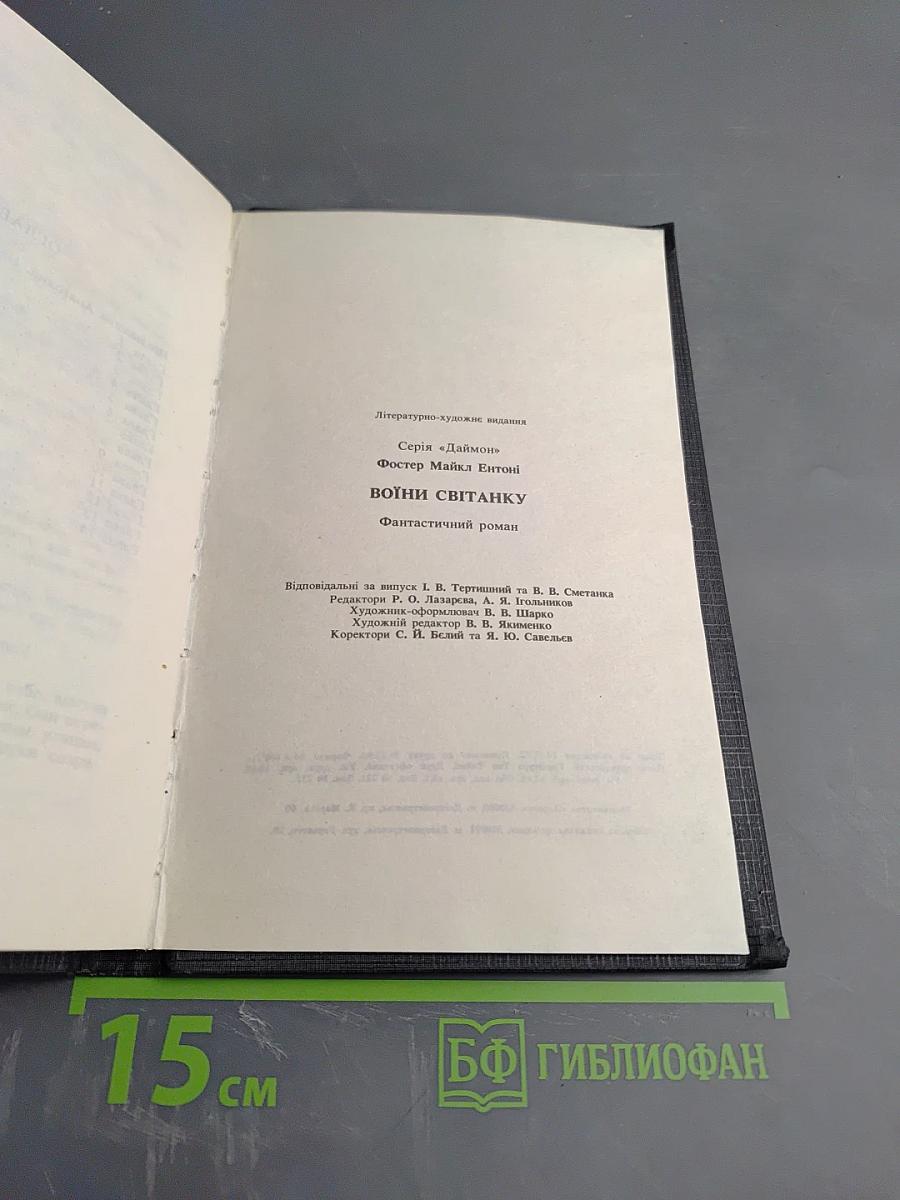 Літературно-художнє видання
Серія «Даймон»
Фостер Майкл Ентоні
ВОЇНИ СВІТАНКУ
Фантастичний роман
Відповідальні за випуск І. В. Тертишний та В. В. Сметанка
Редактори Р. О. Лазарєва, А. Я. Ігольников
Художник-оформлювач В. В. Шарко
Художній редактор В. В. Якименко
Коректори С. Й. Бєлий та Я. Ю. Савельєв
15 см
БФ ГИБЛИОФАН